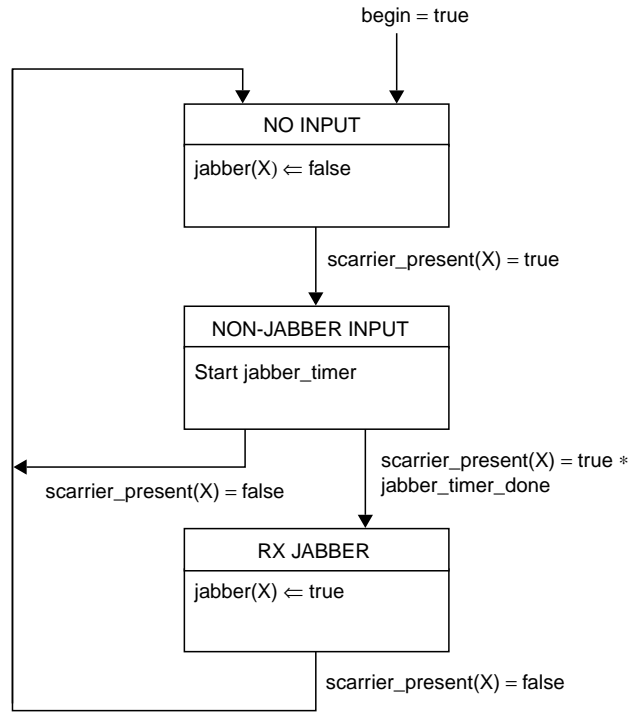 begin = true
NO INPUT
jabber(X) ⇐ false
scarrier_present(X) = true
NON-JABBER INPUT
Start jabber_timer
scarrier_present(X) = true *
jabber_timer_done
scarrier_present(X) = false
RX JABBER
jabber(X) ⇐ true
scarrier_present(X) = false